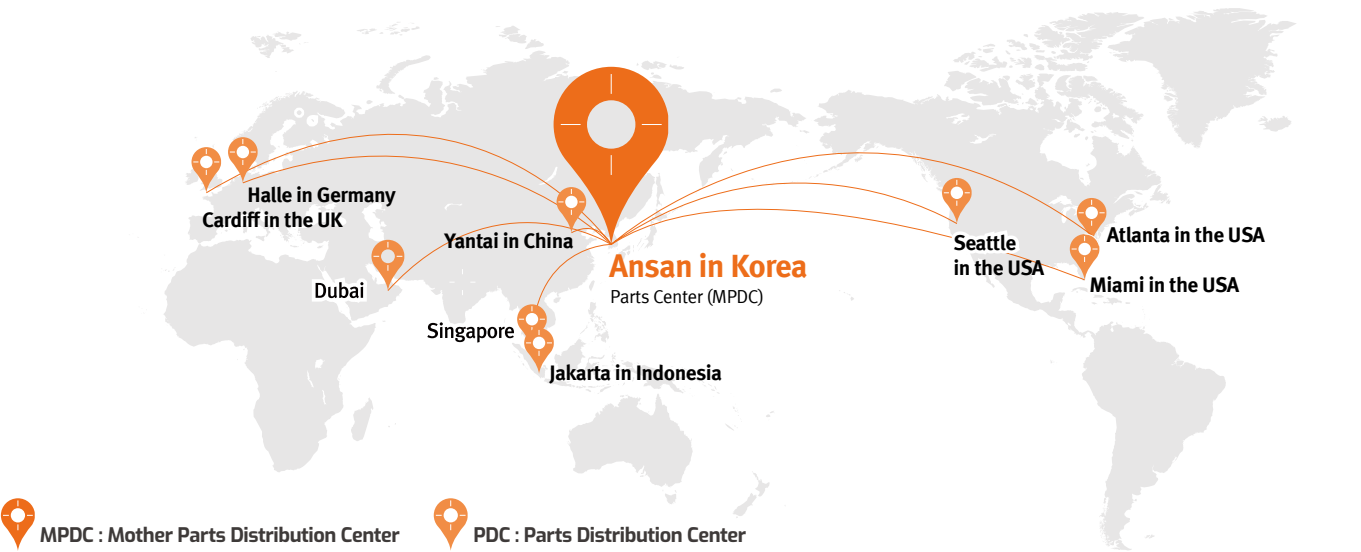 Halle in Germany
Cardiff in the UK
Yantai in China
Dubai
Singapore
Jakarta in Indonesia
Ansan in Korea
Parts Center (MPDC)
Seattle
in the USA
Atlanta in the USA
Miami in the USA
MPDC : Mother Parts Distribution Center
PDC : Parts Distribution Center